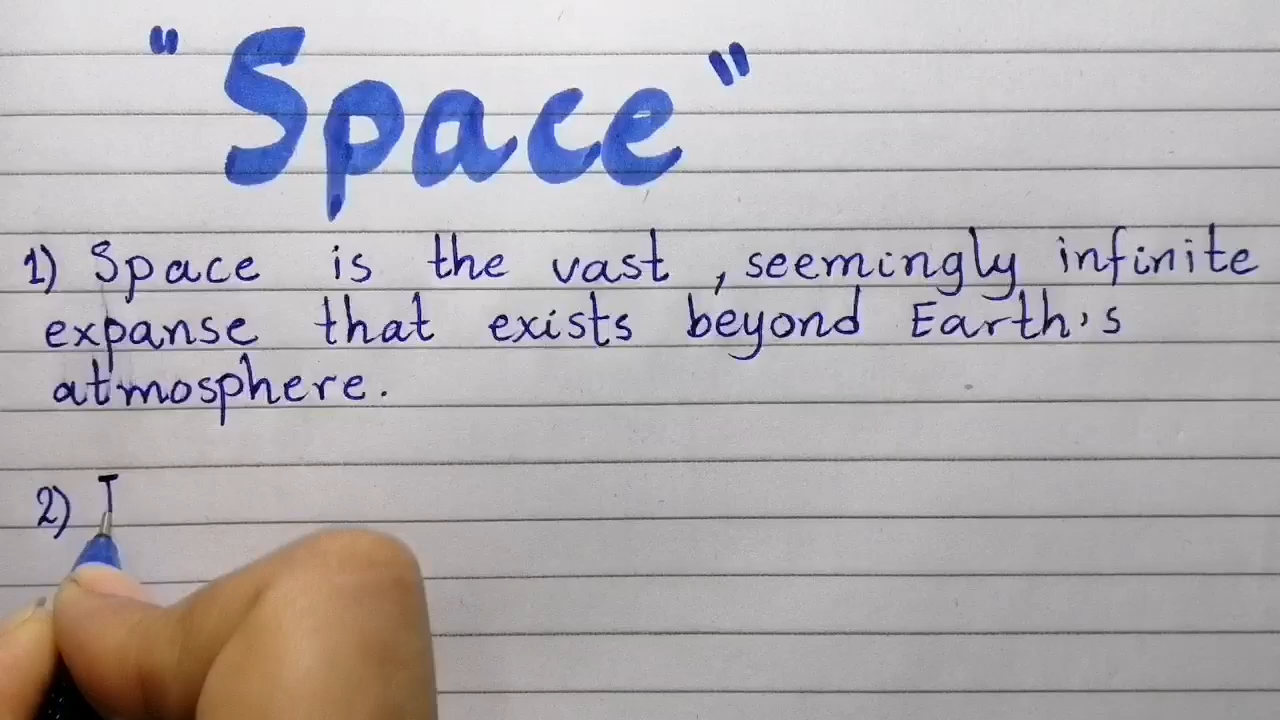 "Space"
1) Space is the vast , seemingly infinite
expanse that exists beyond Earth's
atmosphere.
2)